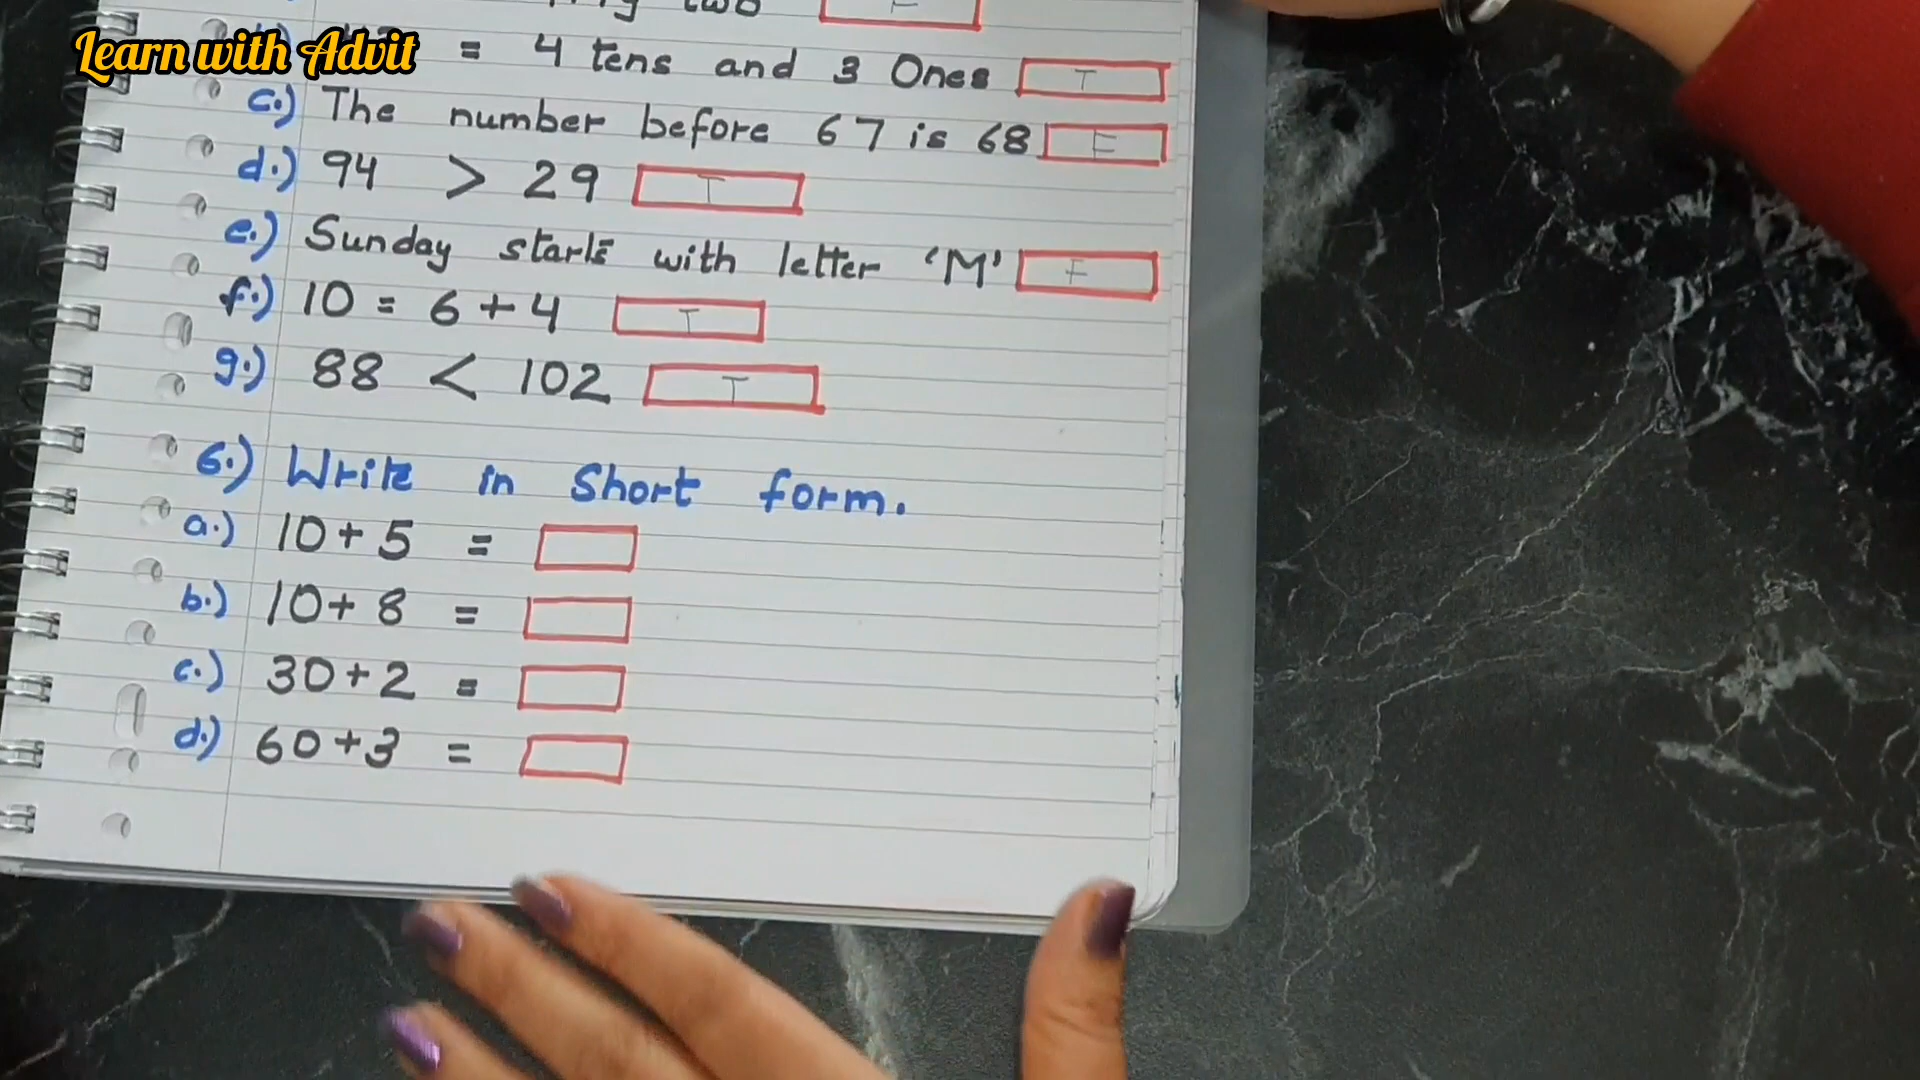 two F
Learn with Advit
= 4 tens and 3 Ones T
c.) The number before 67 is 68 F
d.) 94 > 29 T
e.) Sunday starts with letter 'M' F
f.) 10 = 6 + 4 T
g.) 88 < 102 T
6.) Write in Short form.
a.) 10 + 5 =
b.) 10 + 8 =
c.) 30 + 2 =
d.) 60 + 3 =